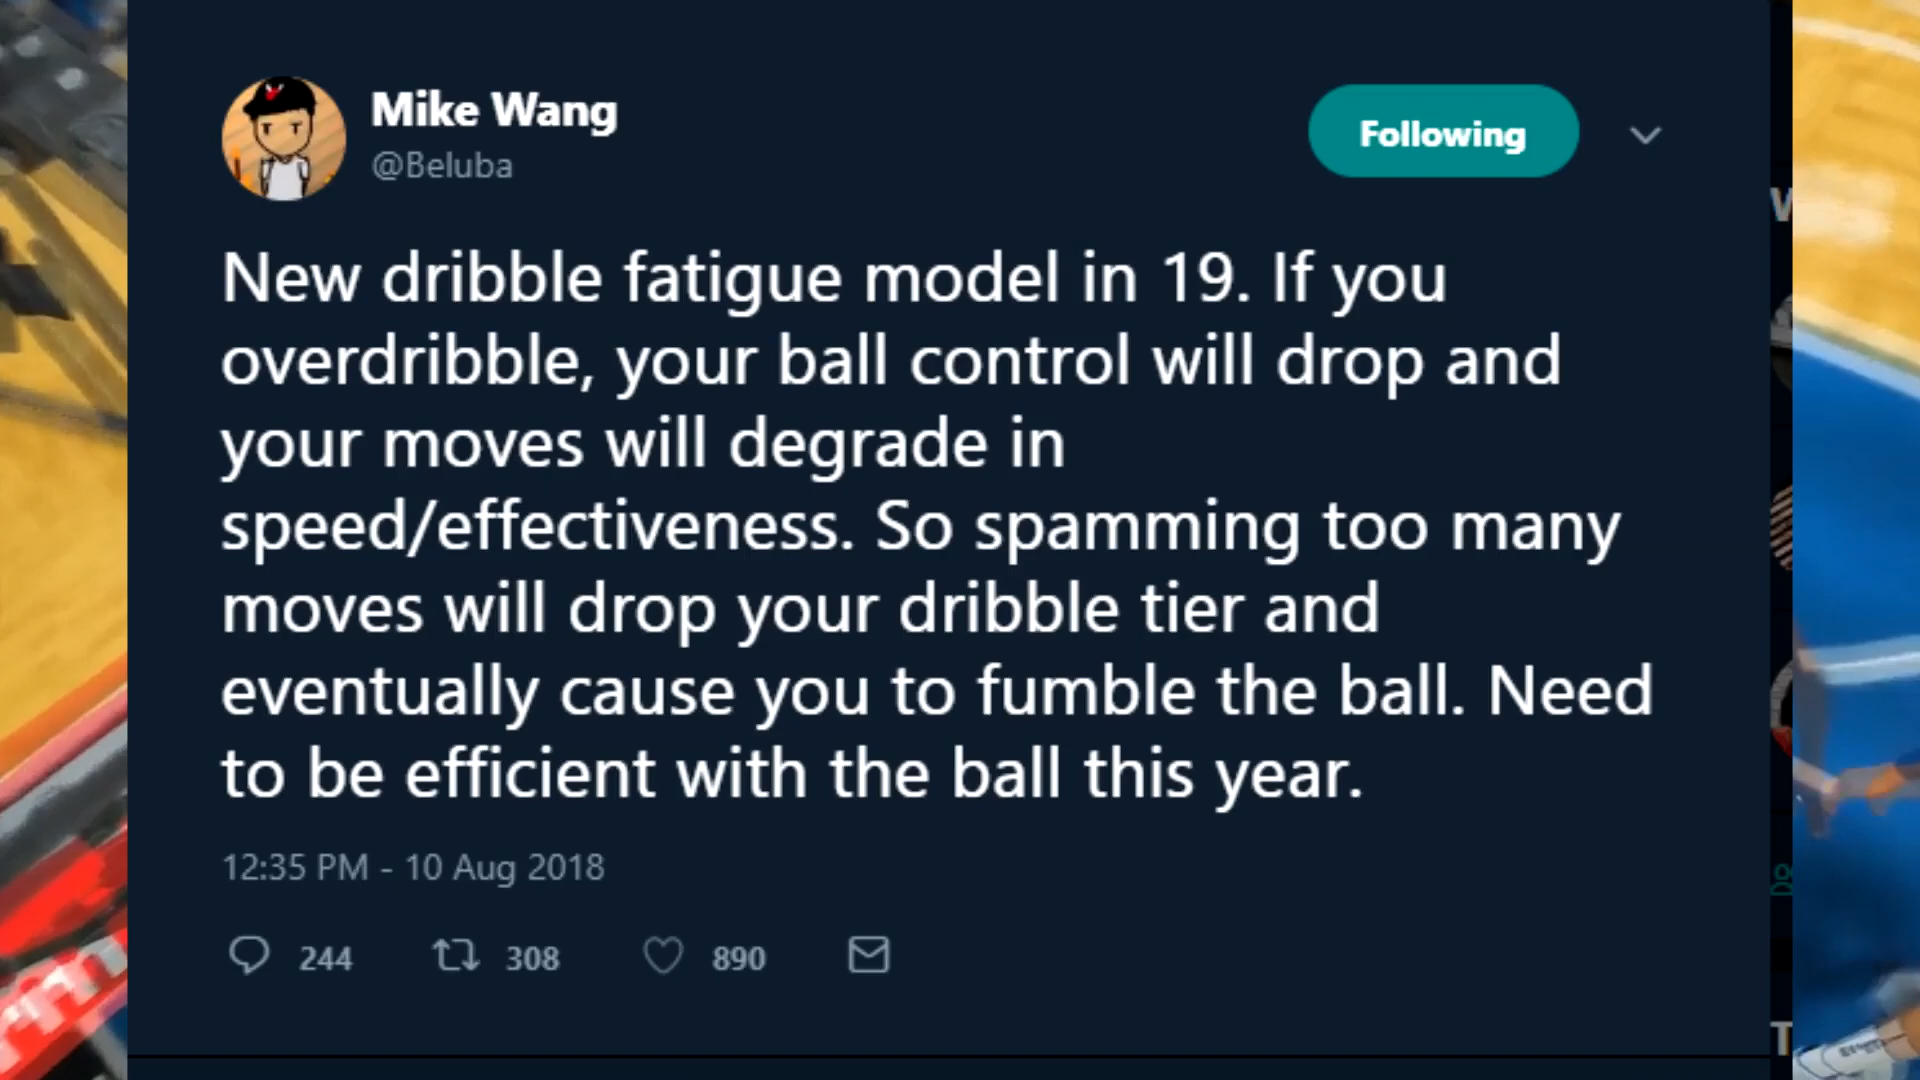 Mike Wang
@Beluba
Following
New dribble fatigue model in 19. If you
overdribble, your ball control will drop and
your moves will degrade in
speed/effectiveness. So spamming too many
moves will drop your dribble tier and
eventually cause you to fumble the ball. Need
to be efficient with the ball this year.
12:35 PM - 10 Aug 2018
244 308 890